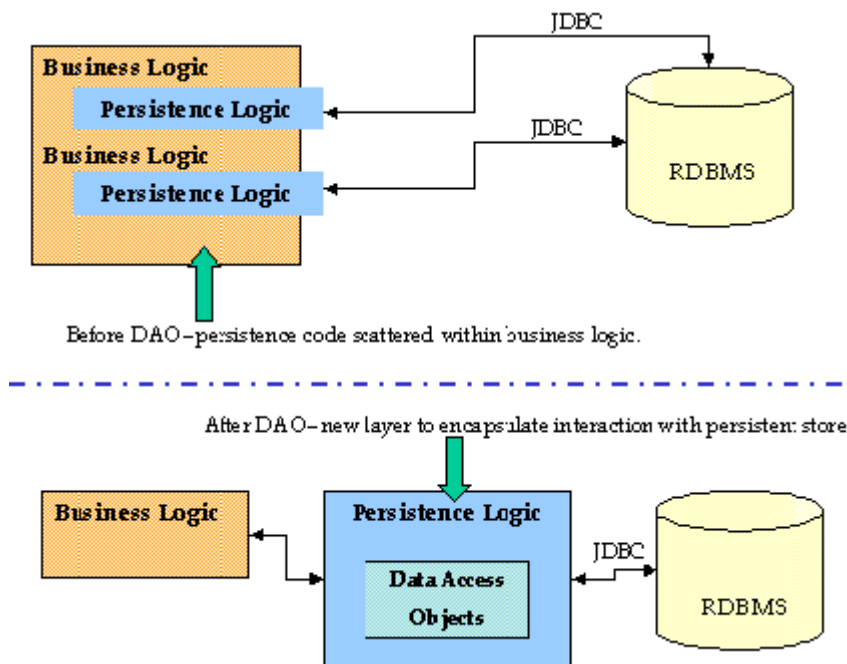 JDBC
Business Logic
Persistence Logic
JDBC
Business Logic
Persistence Logic
RDBMS
Before DAO–persistence code scattered within business logic.
After DAO–new layer to encapsulate interaction with persistent store
Business Logic
Persistence Logic
JDBC
Data Access
Objects
RDBMS